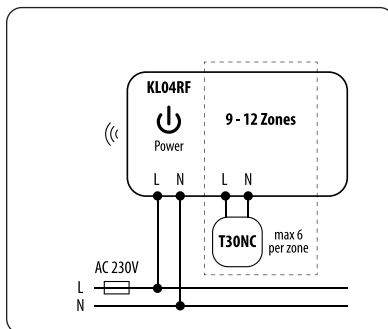 KL04RF
Power
9 - 12 Zones
L N L N
T30NC
max 6
per zone
AC 230V
L
N